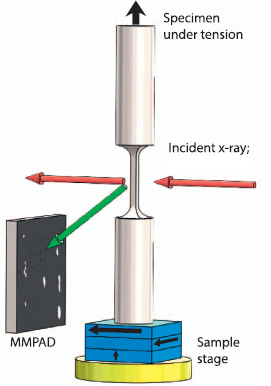 Specimen
under tension
Incident x-ray;
MMPAD
Sample
stage